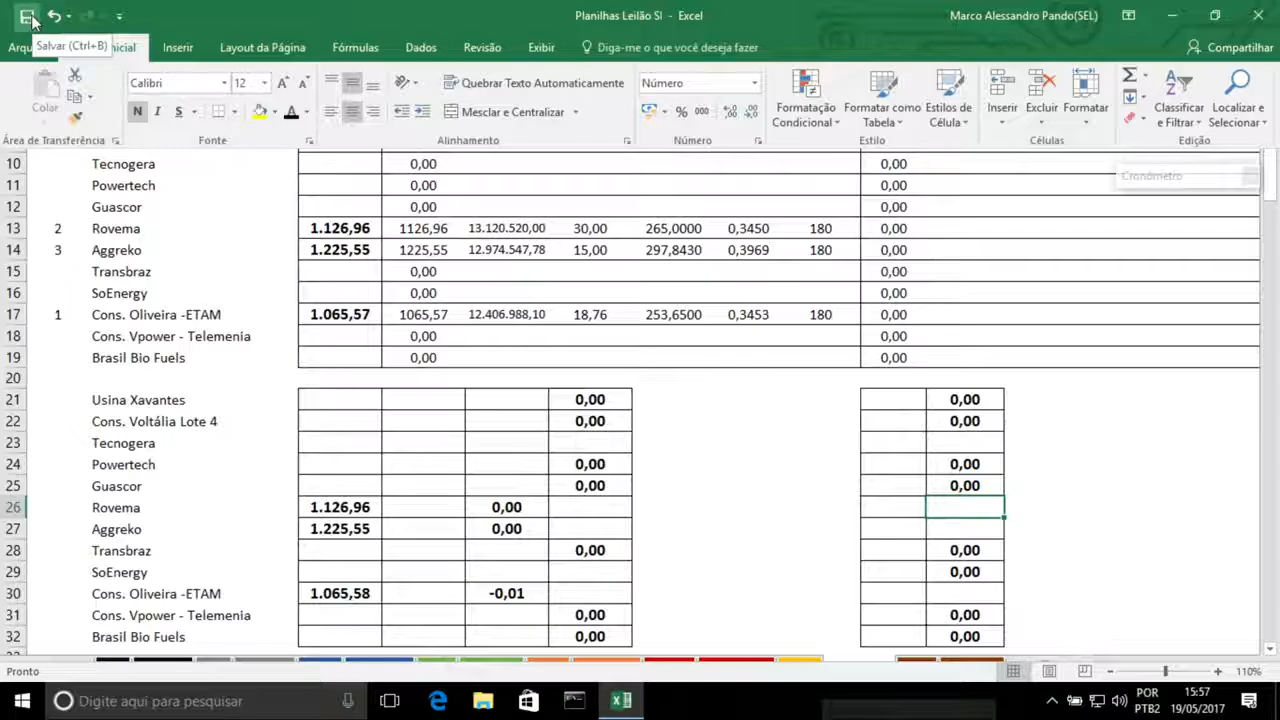 Planilhas Leilão SI - Excel
Marco Alessandro Pando(SEL)
Salvar (Ctrl+B)
Arqu
nicial
Inserir
Layout da Página
Fórmulas
Dados
Revisão
Exibir
Diga-me o que você deseja fazer
Compartilhar
Colar
Calibri
12
N
I
S
Quebrar Texto Automaticamente
Mesclar e Centralizar
Número
Formatação Condicional
Formatar como Tabela
Estilos de Célula
Inserir
Excluir
Formatar
Classificar e Filtrar
Localizar e Selecionar
Área de Transferência
Fonte
Alinhamento
Número
Estilo
Células
Edição
Cronômetro
10 Tecnogera 0,00 0,00
11 Powertech 0,00 0,00
12 Guascor 0,00 0,00
13 2 Rovema 1.126,96 1126,96 13.120.520,00 30,00 265,0000 0,3450 180 0,00
14 3 Aggreko 1.225,55 1225,55 12.974.547,78 15,00 297,8430 0,3969 180 0,00
15 Transbraz 0,00 0,00
16 SoEnergy 0,00 0,00
17 1 Cons. Oliveira -ETAM 1.065,57 1065,57 12.406.988,10 18,76 253,6500 0,3453 180 0,00
18 Cons. Vpower - Telemenia 0,00 0,00
19 Brasil Bio Fuels 0,00 0,00
20
21 Usina Xavantes 0,00 0,00
22 Cons. Voltália Lote 4 0,00 0,00
23 Tecnogera
24 Powertech 0,00 0,00
25 Guascor 0,00 0,00
26 Rovema 1.126,96 0,00
27 Aggreko 1.225,55 0,00
28 Transbraz 0,00 0,00
29 SoEnergy 0,00
30 Cons. Oliveira -ETAM 1.065,58 -0,01
31 Cons. Vpower - Telemenia 0,00 0,00
32 Brasil Bio Fuels 0,00 0,00
Pronto
110%
Digite aqui para pesquisar
POR
PTB2
15:57
19/05/2017